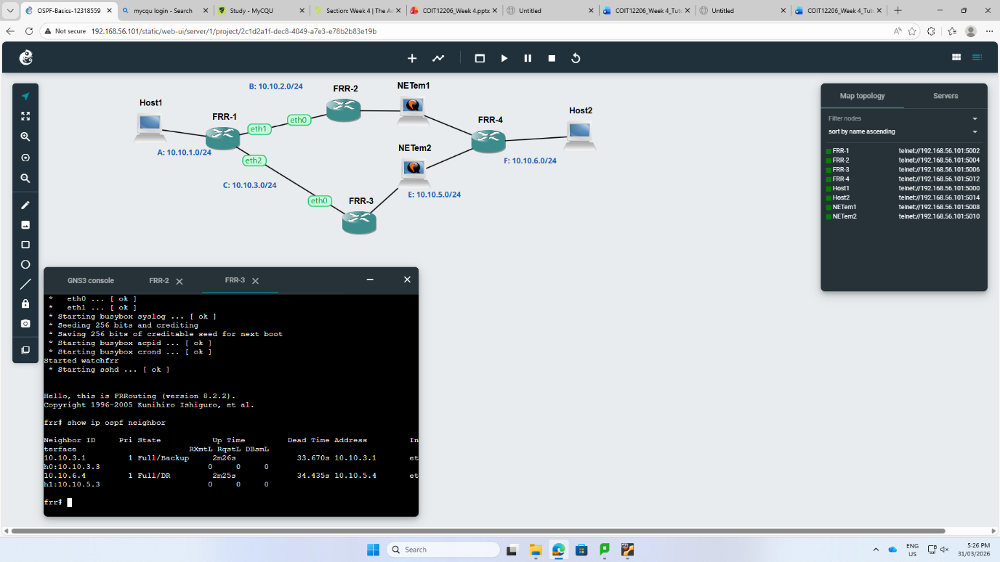 OSPF-Basics-12318559
mycqu login - Search
Study - MyCQU
Section: Week 4 | The Ac
COIT12206_Week 4.pptx
Untitled
COIT12206_Week 4_Tuto
Untitled
COIT12206_Week 4_Tut
Not secure
192.168.56.101/static/web-ui/server/1/project/2c1d2a1f-dec8-4049-a7e3-e78b2b83e19b
B: 10.10.2.0/24
FRR-2
NETem1
Host1
FRR-1
eth1
eth0
FRR-4
Host2
A: 10.10.1.0/24
eth2
NETem2
F: 10.10.6.0/24
C: 10.10.3.0/24
eth0
FRR-3
E: 10.10.5.0/24
Map topology
Servers
Filter nodes
sort by name ascending
FRR-1 telnet://192.168.56.101:5002
FRR-2 telnet://192.168.56.101:5004
FRR-3 telnet://192.168.56.101:5006
FRR-4 telnet://192.168.56.101:5012
Host1 telnet://192.168.56.101:5000
Host2 telnet://192.168.56.101:5014
NETem1 telnet://192.168.56.101:5008
NETem2 telnet://192.168.56.101:5010
GNS3 console
FRR-2
FRR-3
* eth0 ... [ ok ]
* eth1 ... [ ok ]
* Starting busybox syslog ... [ ok ]
* Seeding 256 bits and crediting
* Saving 256 bits of creditable seed for next boot
* Starting busybox acpid ... [ ok ]
* Starting busybox crond ... [ ok ]
Started watchfrr
* Starting sshd ... [ ok ]
Hello, this is FRRouting (version 8.2.2).
Copyright 1996-2005 Kunihiro Ishiguro, et al.
frr# show ip ospf neighbor
Neighbor ID Pri State Up Time Dead Time Address In
terface RXmtL RqstL DBsmL
10.10.3.1 1 Full/Backup 2m26s 33.670s 10.10.3.1 et
h0:10.10.3.3 0 0 0
10.10.6.4 1 Full/DR 2m25s 34.435s 10.10.5.4 et
h1:10.10.5.3 0 0 0
frr#
Search
ENG
US
5:26 PM
31/03/2026